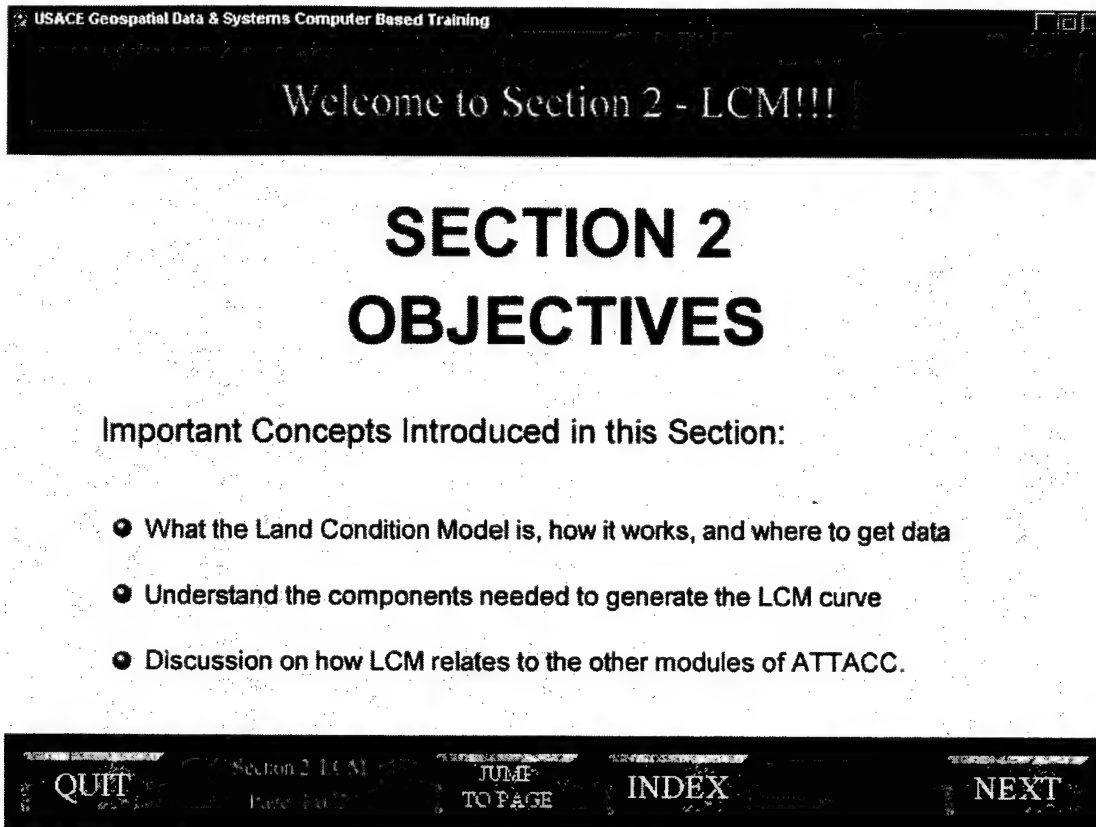 USACE Geospatial Data & Systems Computer Based Training
Welcome to Section 2 - LCM!!!
SECTION 2
OBJECTIVES
Important Concepts Introduced in this Section:
What the Land Condition Model is, how it works, and where to get data
Understand the components needed to generate the LCM curve
Discussion on how LCM relates to the other modules of ATTACC.
QUIT
Section 2 LCM
JUMP
TO PAGE
INDEX
NEXT